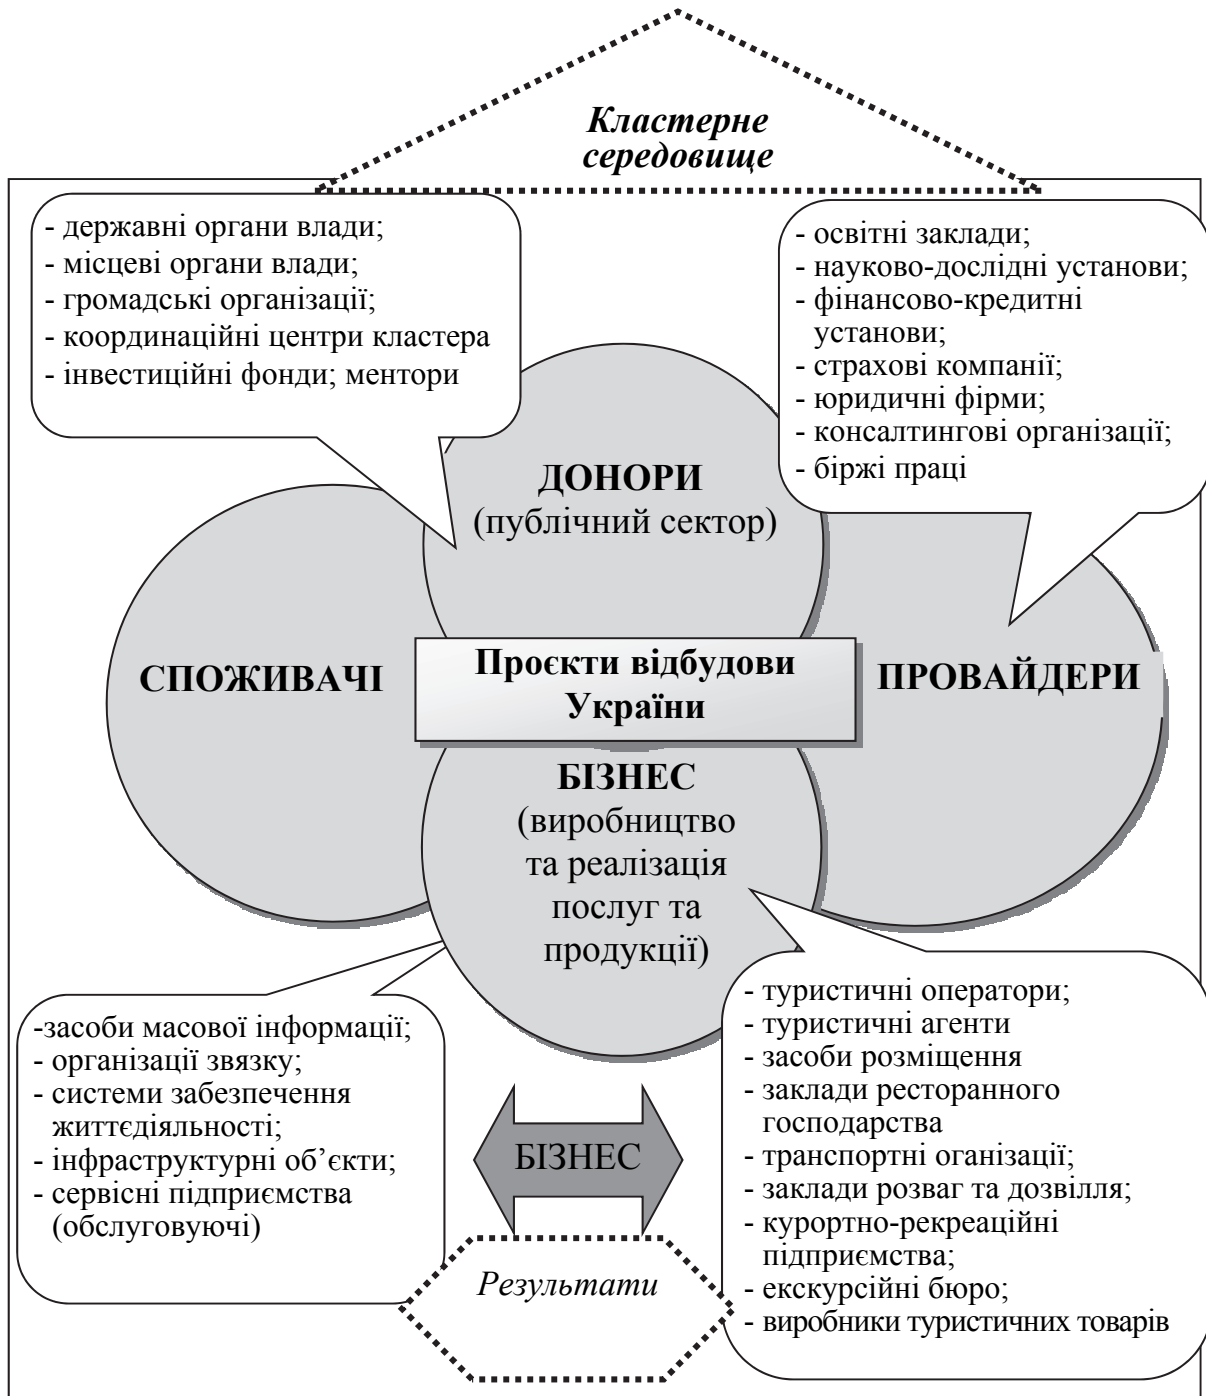 Кластерне
середовище
- державні органи влади;
- місцеві органи влади;
- громадські організації;
- координаційні центри кластера
- інвестиційні фонди; ментори
- освітні заклади;
- науково-дослідні установи;
- фінансово-кредитні
установи;
- страхові компанії;
- юридичні фірми;
- консалтингові організації;
- біржі праці
ДОНОРИ
(публічний сектор)
СПОЖИВАЧІ
Проєкти відбудови
України
ПРОВАЙДЕРИ
БІЗНЕС
(виробництво
та реалізація
послуг та
продукції)
-засоби масової інформації;
- організації звязку;
- системи забезпечення
життєдіяльності;
- інфраструктурні об’єкти;
- сервісні підприємства
(обслуговуючі)
БІЗНЕС
Результати
- туристичні оператори;
- туристичні агенти
- засоби розміщення
- заклади ресторанного
господарства
- транспортні оганізації;
- заклади розваг та дозвілля;
- курортно-рекреаційні
підприємства;
- екскурсійні бюро;
- виробники туристичних товарів